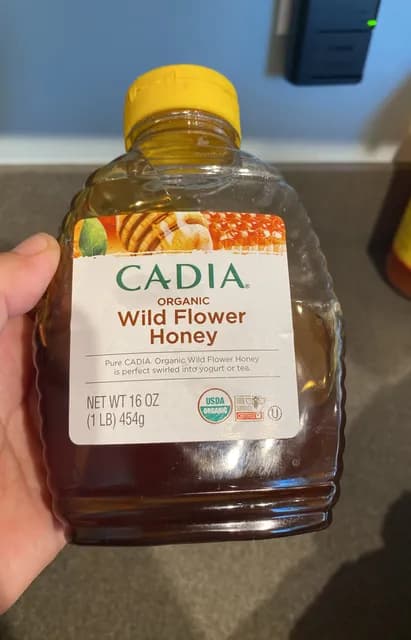 CADIA®
ORGANIC
Wild Flower
Honey
Pure CADIA Organic Wild Flower Honey
is perfect swirled into yogurt or tea.
NET WT 16 OZ
(1 LB) 454g
USDA
ORGANIC
U